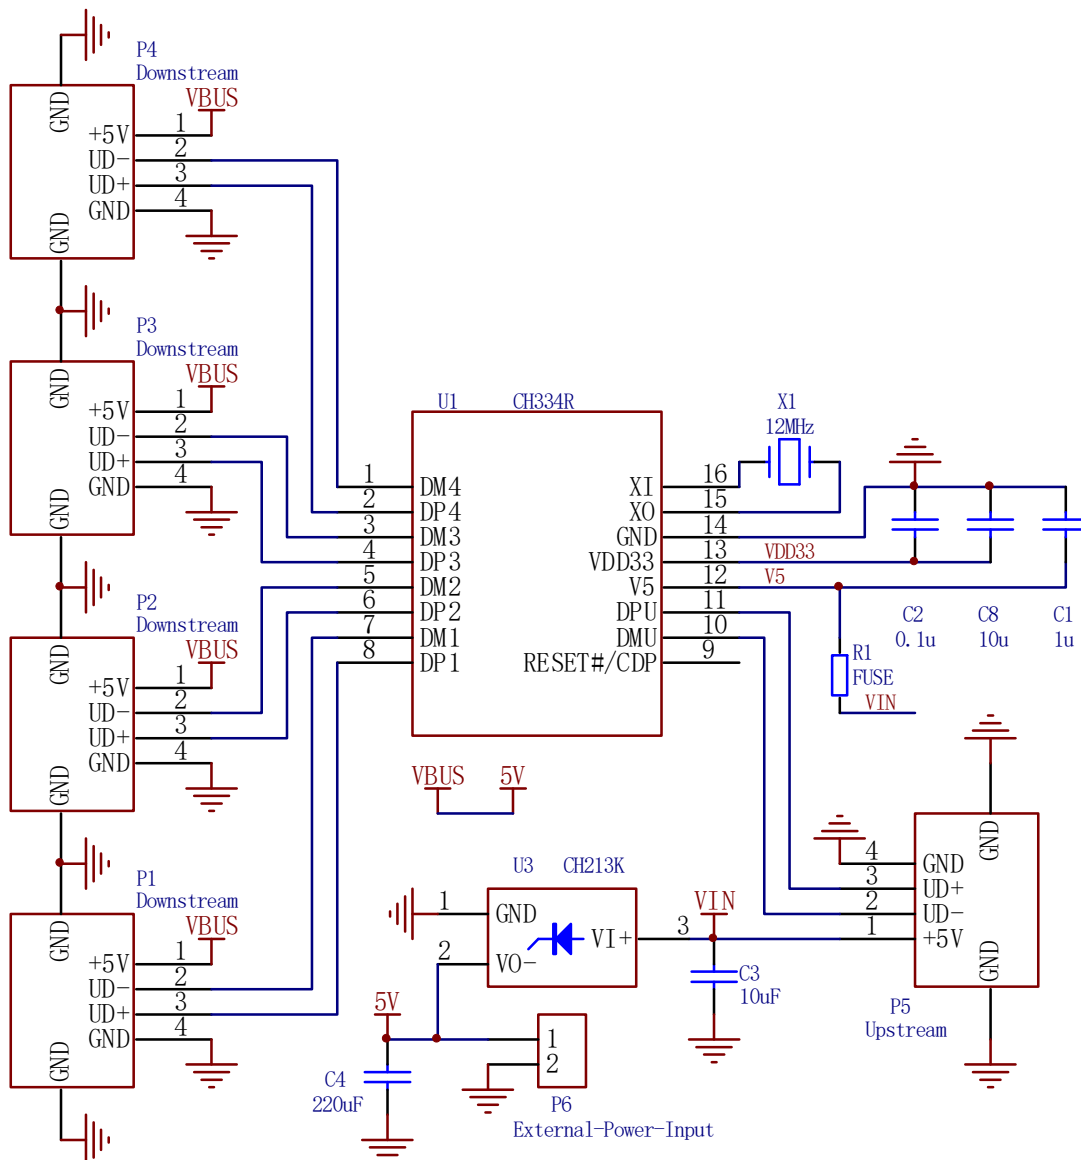 P4
Downstream
VBUS
GND
+5V 1
UD- 2
UD+ 3
GND 4
GND
P3
Downstream
VBUS
GND
+5V 1
UD- 2
UD+ 3
GND 4
GND
P2
Downstream
VBUS
GND
+5V 1
UD- 2
UD+ 3
GND 4
GND
P1
Downstream
VBUS
GND
+5V 1
UD- 2
UD+ 3
GND 4
GND
U1 CH334R
1 DM4
2 DP4
3 DM3
4 DP3
5 DM2
6 DP2
7 DM1
8 DP1
XI 16
XO 15
GND 14
VDD33 13 VDD33
V5 12 V5
DPU 11
DMU 10
RESET#/CDP 9
X1
12MHz
C2
0.1u
C8
10u
C1
1u
R1
FUSE
VIN
VBUS 5V
U3 CH213K
1 GND
2 VO-
VI+ 3
VIN
C3
10uF
GND
4 GND
3 UD+
2 UD-
1 +5V
GND
P5
Upstream
5V
C4
220uF
1
2
P6
External-Power-Input